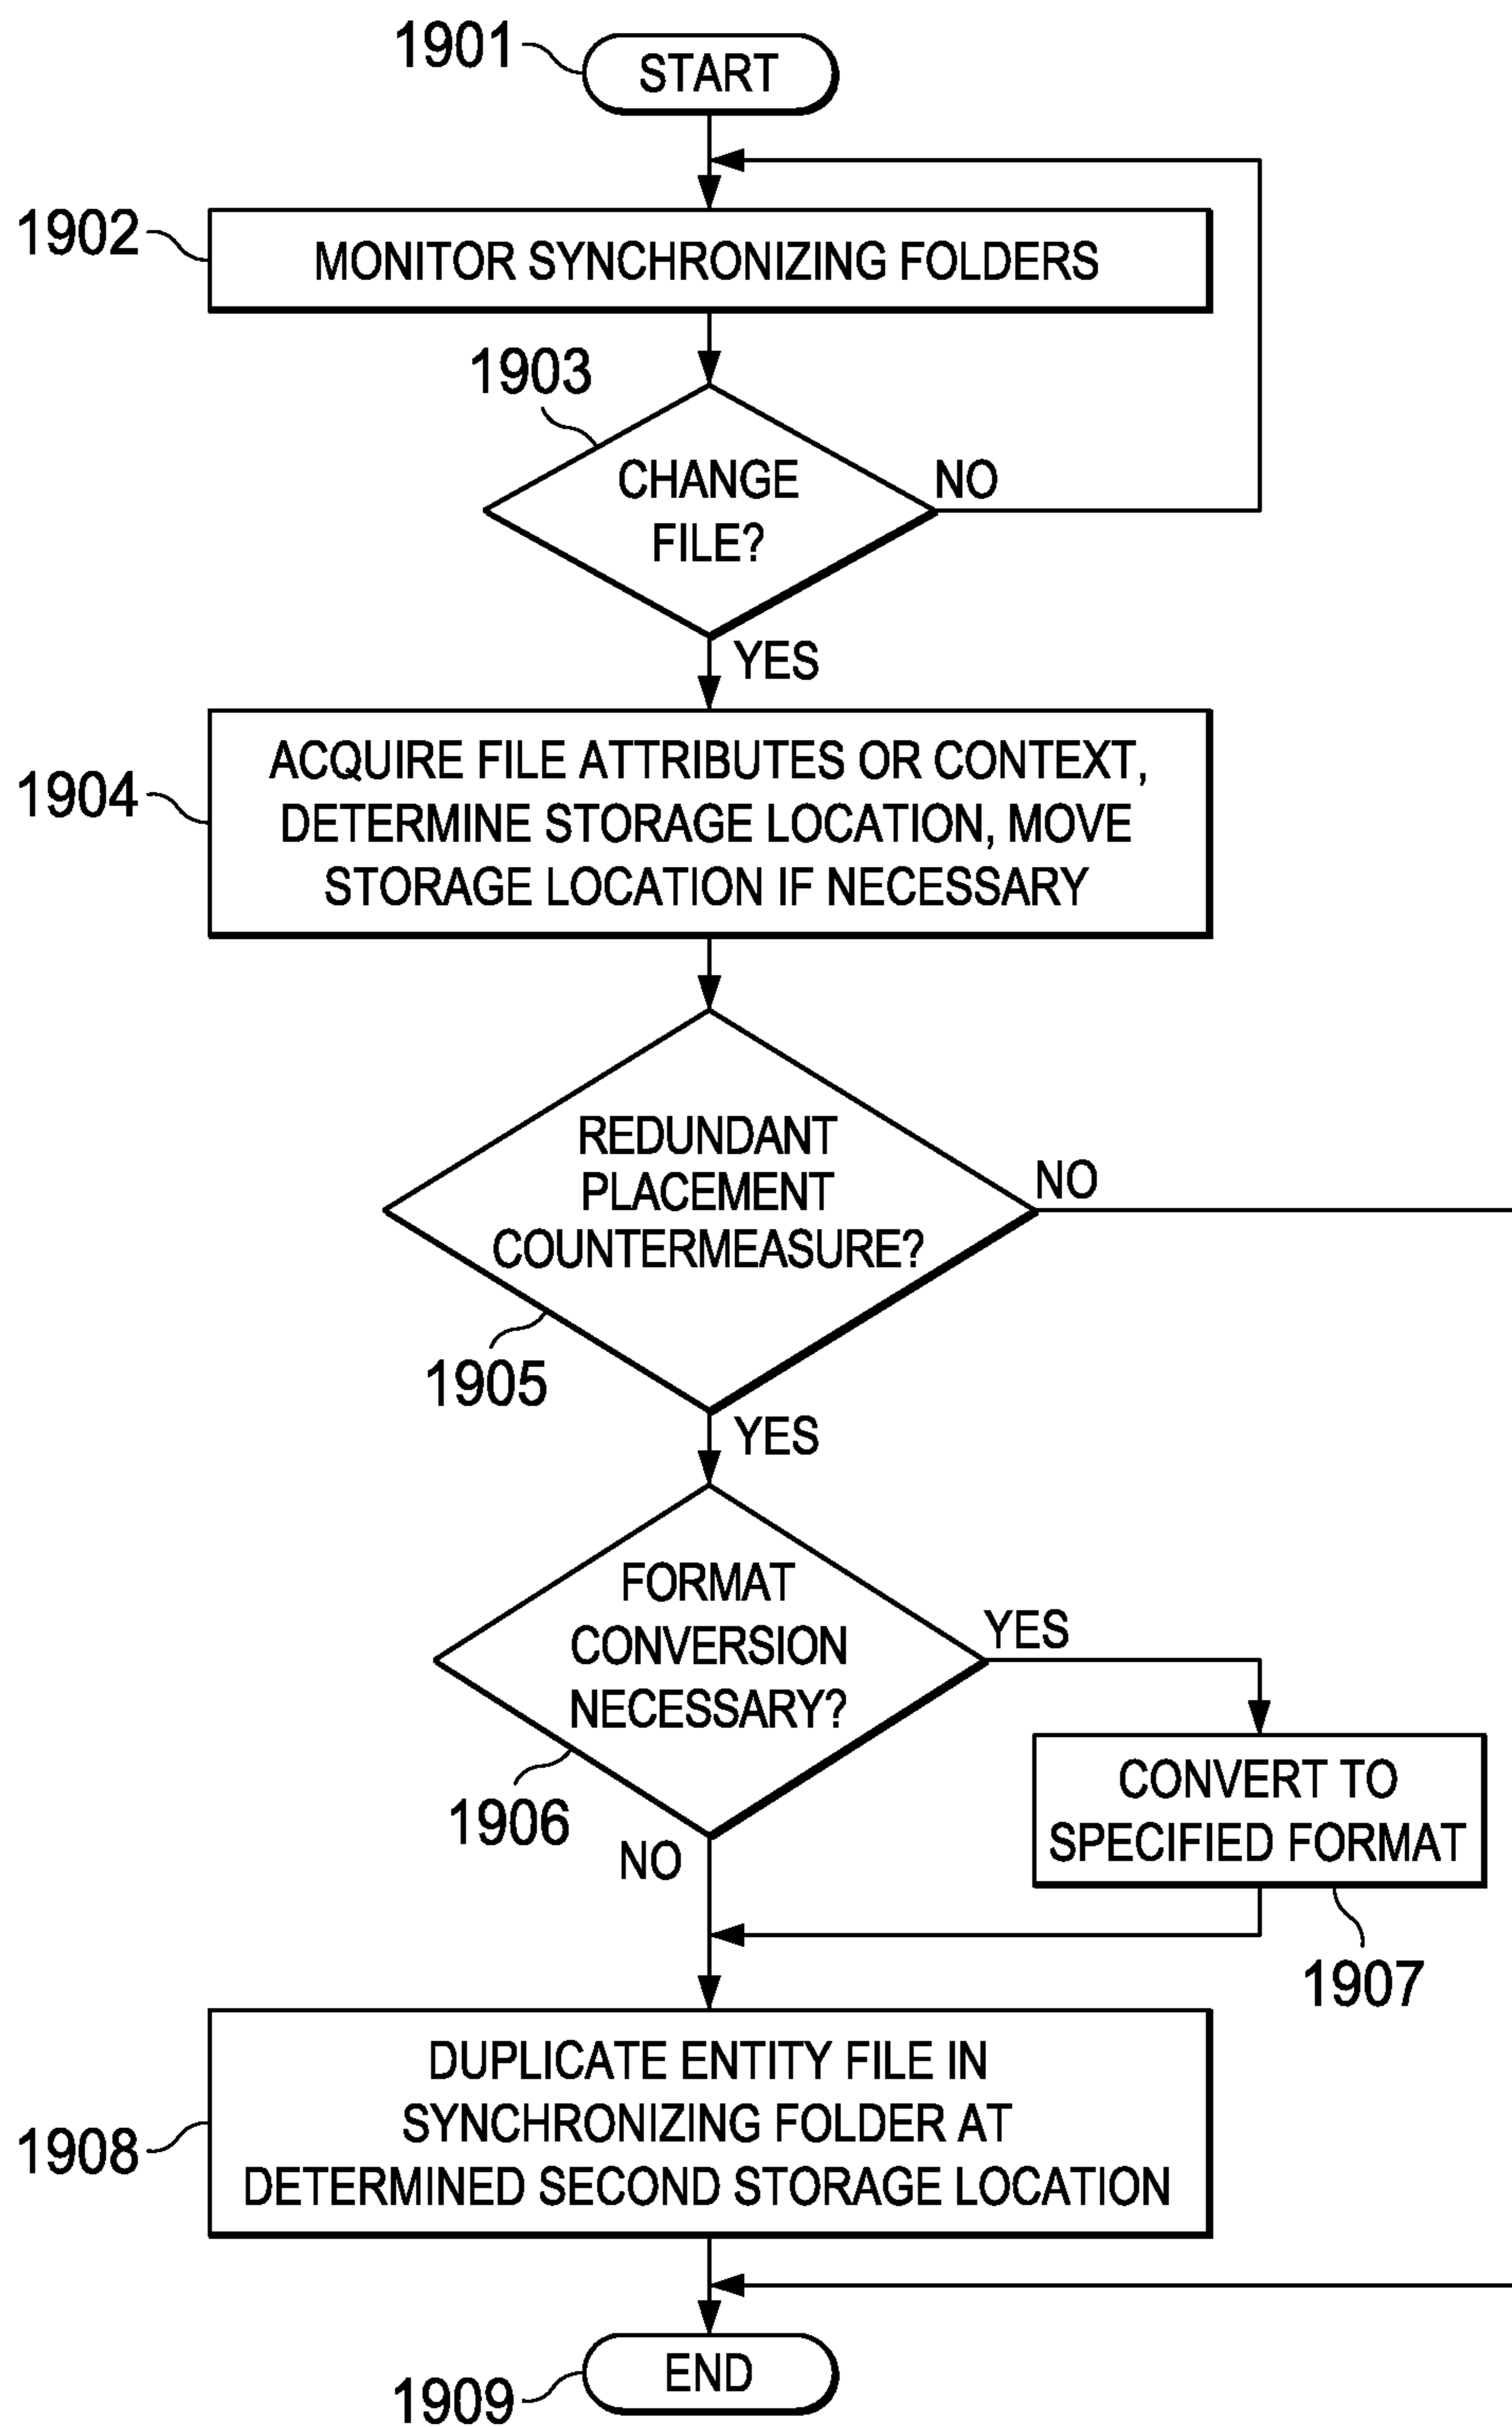 1901
START
1902
MONITOR SYNCHRONIZING FOLDERS
1903
CHANGE
FILE?
NO
YES
1904
ACQUIRE FILE ATTRIBUTES OR CONTEXT,
DETERMINE STORAGE LOCATION, MOVE
STORAGE LOCATION IF NECESSARY
REDUNDANT
PLACEMENT
COUNTERMEASURE?
NO
1905
YES
FORMAT
CONVERSION
NECESSARY?
YES
1906
NO
CONVERT TO
SPECIFIED FORMAT
1907
1908
DUPLICATE ENTITY FILE IN
SYNCHRONIZING FOLDER AT
DETERMINED SECOND STORAGE LOCATION
END
1909